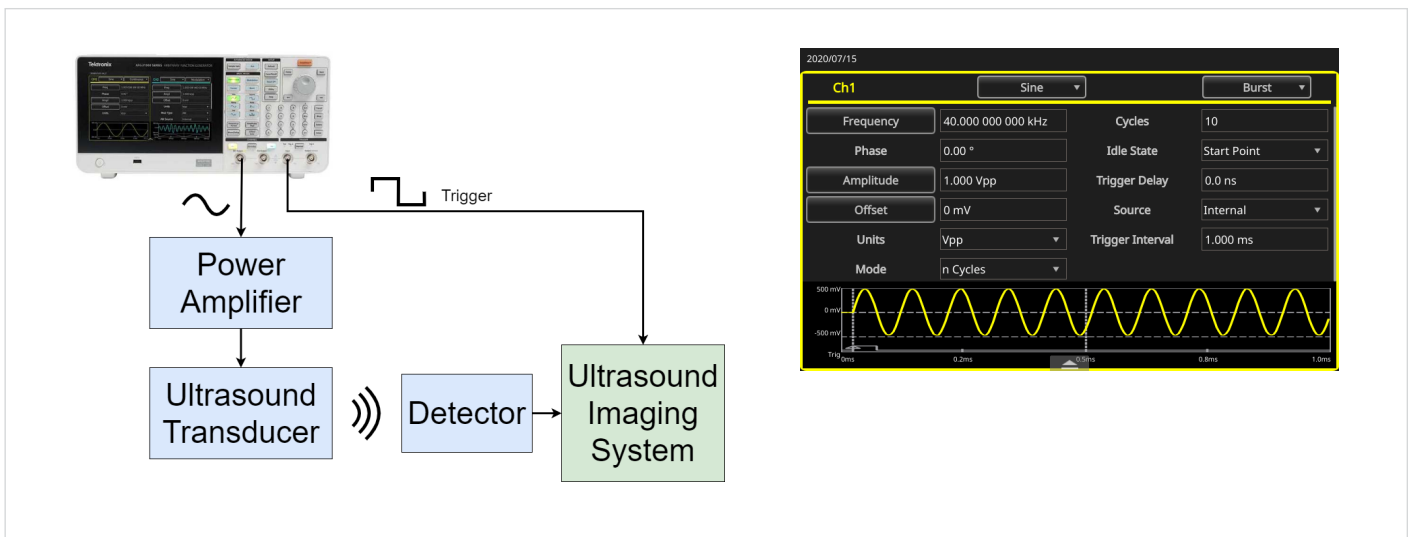 Tektronix
Trigger
Power
Amplifier
Ultrasound
Transducer
Detector
Ultrasound
Imaging
System
2020/07/15
Ch1 Sine Burst
Frequency 40.000 000 000 kHz Cycles 10
Phase 0.00 ° Idle State Start Point
Amplitude 1.000 Vpp Trigger Delay 0.0 ns
Offset 0 mV Source Internal
Units Vpp Trigger Interval 1.000 ms
Mode n Cycles
500 mV
0 mV
-500 mV
Trig 0ms 0.2ms 0.5ms 0.8ms 1.0ms